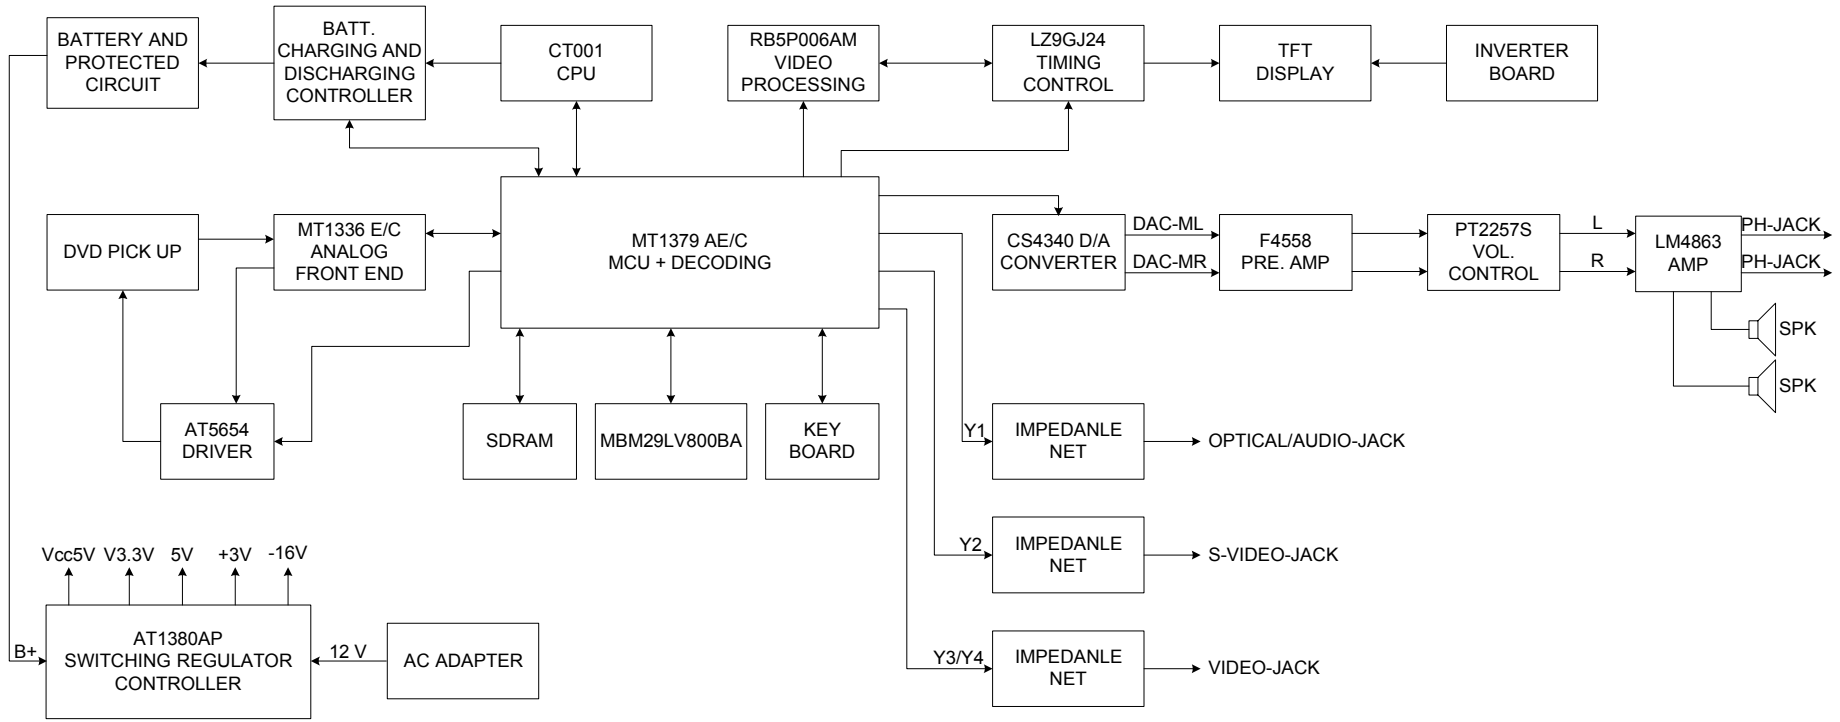 BATTERY AND
PROTECTED
CIRCUIT
BATT.
CHARGING AND
DISCHARGING
CONTROLLER
CT001
CPU
RB5P006AM
VIDEO
PROCESSING
LZ9GJ24
TIMING
CONTROL
TFT
DISPLAY
INVERTER
BOARD
DVD PICK UP
MT1336 E/C
ANALOG
FRONT END
MT1379 AE/C
MCU + DECODING
CS4340 D/A
CONVERTER
DAC-ML
DAC-MR
F4558
PRE. AMP
PT2257S
VOL.
CONTROL
L
R
LM4863
AMP
PH-JACK
PH-JACK
SPK
SPK
AT5654
DRIVER
SDRAM
MBM29LV800BA
KEY
BOARD
Y1
IMPEDANLE
NET
OPTICAL/AUDIO-JACK
Y2
IMPEDANLE
NET
S-VIDEO-JACK
Y3/Y4
IMPEDANLE
NET
VIDEO-JACK
Vcc5V
V3.3V
5V
+3V
-16V
B+
AT1380AP
SWITCHING REGULATOR
CONTROLLER
12 V
AC ADAPTER